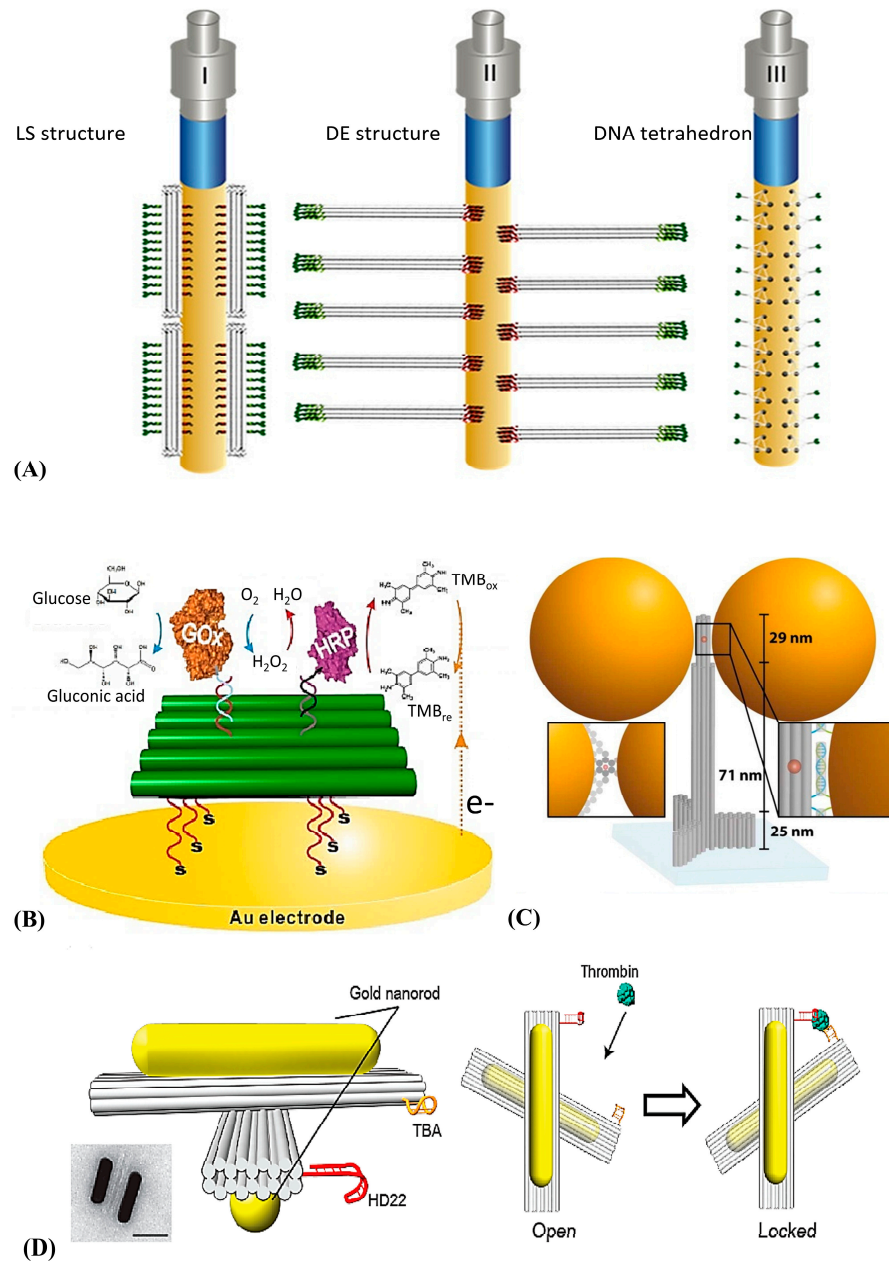 I
II
III
LS structure
DE structure
DNA tetrahedron
(A)
Glucose
Gluconic acid
GOx
O₂
H₂O
H₂O₂
HRP
TMBox
TMBre
e-
S
S
S
S
S
S
Au electrode
(B)
29 nm
71 nm
25 nm
(C)
Gold nanorod
TBA
HD22
Thrombin
Open
Locked
(D)